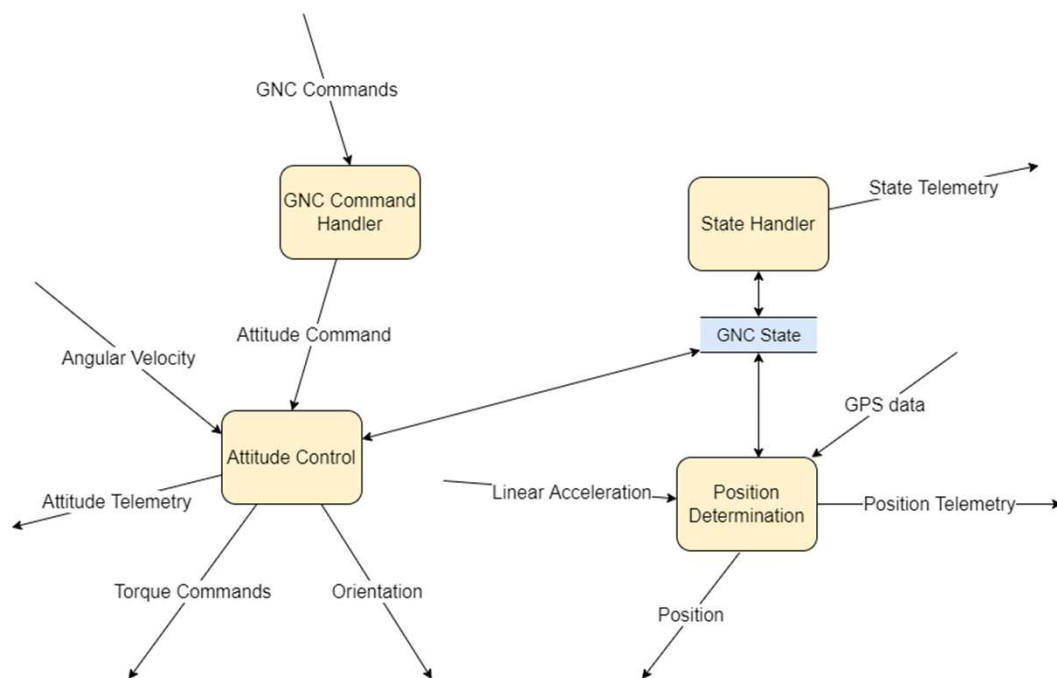 GNC Commands
GNC Command
Handler
State Telemetry
State Handler
Attitude Command
GNC State
Angular Velocity
GPS data
Attitude Control
Linear Acceleration
Position
Determination
Attitude Telemetry
Position Telemetry
Torque Commands
Orientation
Position